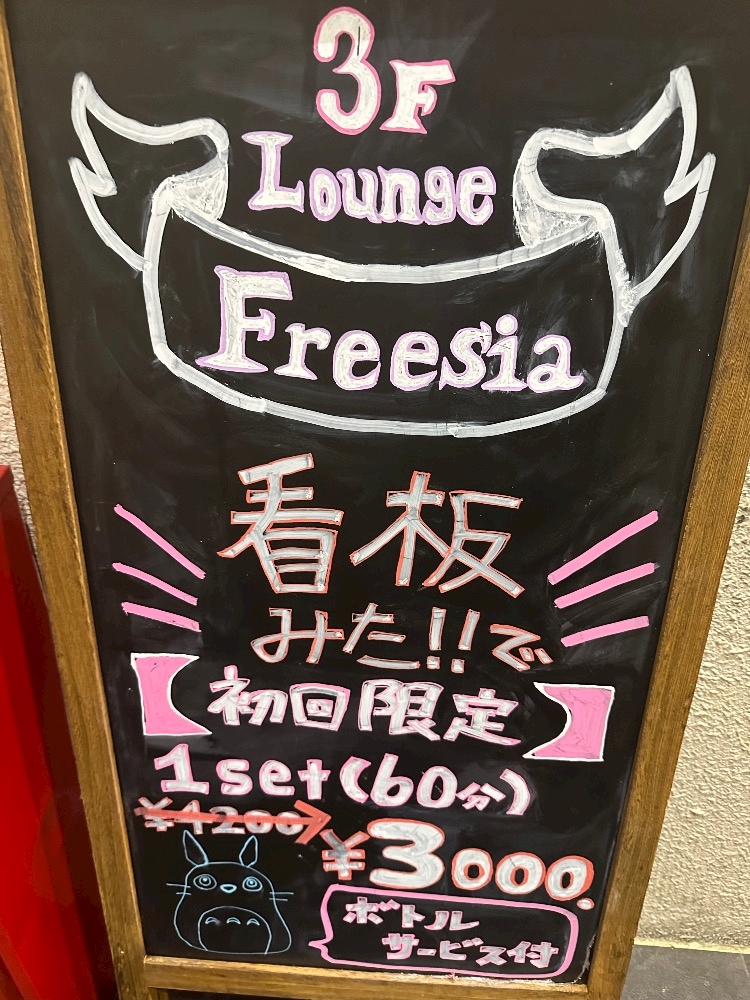 3F
Lounge
Freesia
看板
みた!!で
初回限定
1set(60分)
¥4200
¥3000.
ボトル
サービス付